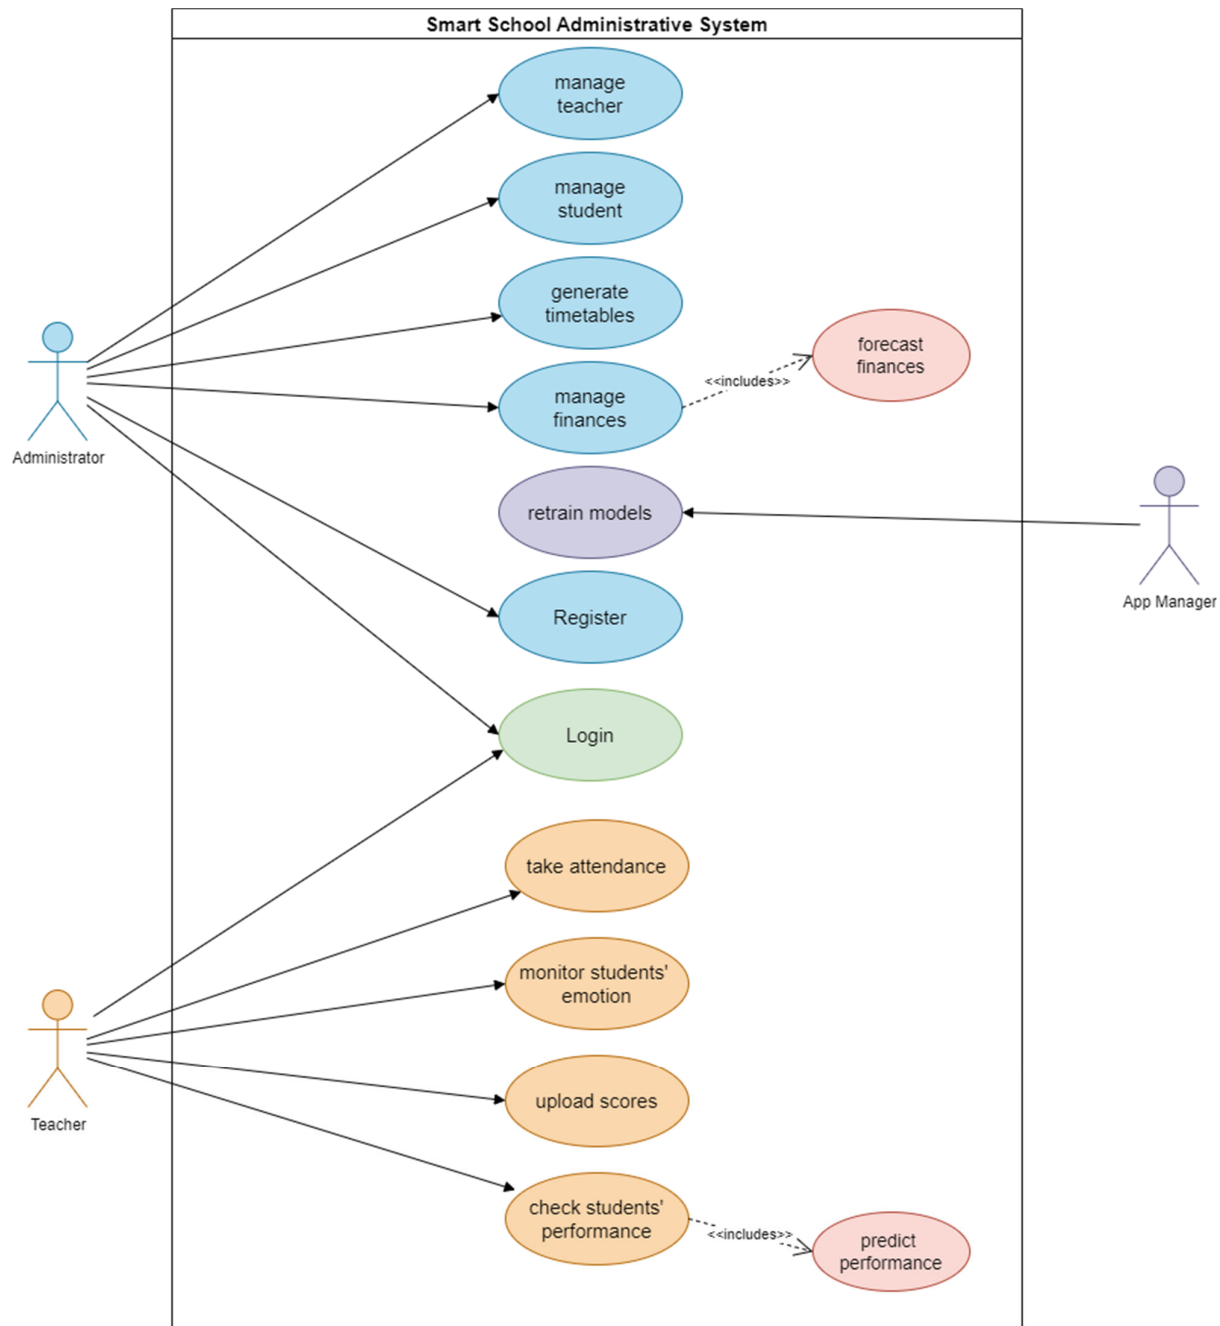 Smart School Administrative System
manage
teacher
manage
student
generate
timetables
forecast
finances
<<includes>>
manage
finances
Administrator
retrain models
App Manager
Register
Login
take attendance
monitor students'
emotion
Teacher
upload scores
check students'
performance
<<includes>>
predict
performance